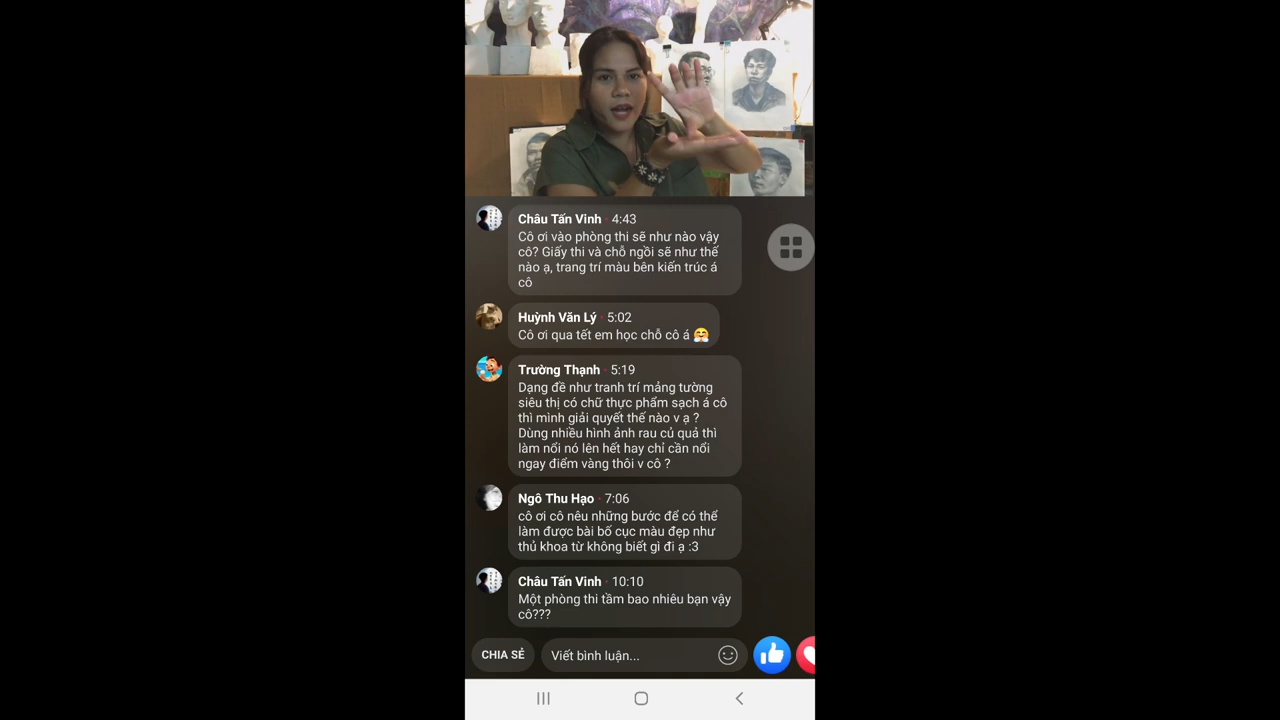 Châu Tấn Vinh · 4:43
Cô ơi vào phòng thi sẽ như nào vậy
cô? Giấy thi và chỗ ngồi sẽ như thế
nào ạ, trang trí màu bên kiến trúc á
cô
Huỳnh Văn Lý · 5:02
Cô ơi qua tết em học chỗ cô á 🤗
Trường Thạnh · 5:19
Dạng đề như tranh trí mảng tường
siêu thị có chữ thực phẩm sạch á cô
thì mình giải quyết thế nào v ạ ?
Dùng nhiều hình ảnh rau củ quả thì
làm nổi nó lên hết hay chỉ cần nổi
ngay điểm vàng thôi v cô ?
Ngô Thu Hạo · 7:06
cô ơi cô nêu những bước để có thể
làm được bài bố cục màu đẹp như
thủ khoa từ không biết gì đi ạ :3
Châu Tấn Vinh · 10:10
Một phòng thi tầm bao nhiêu bạn vậy
cô???
CHIA SẺ
Viết bình luận...